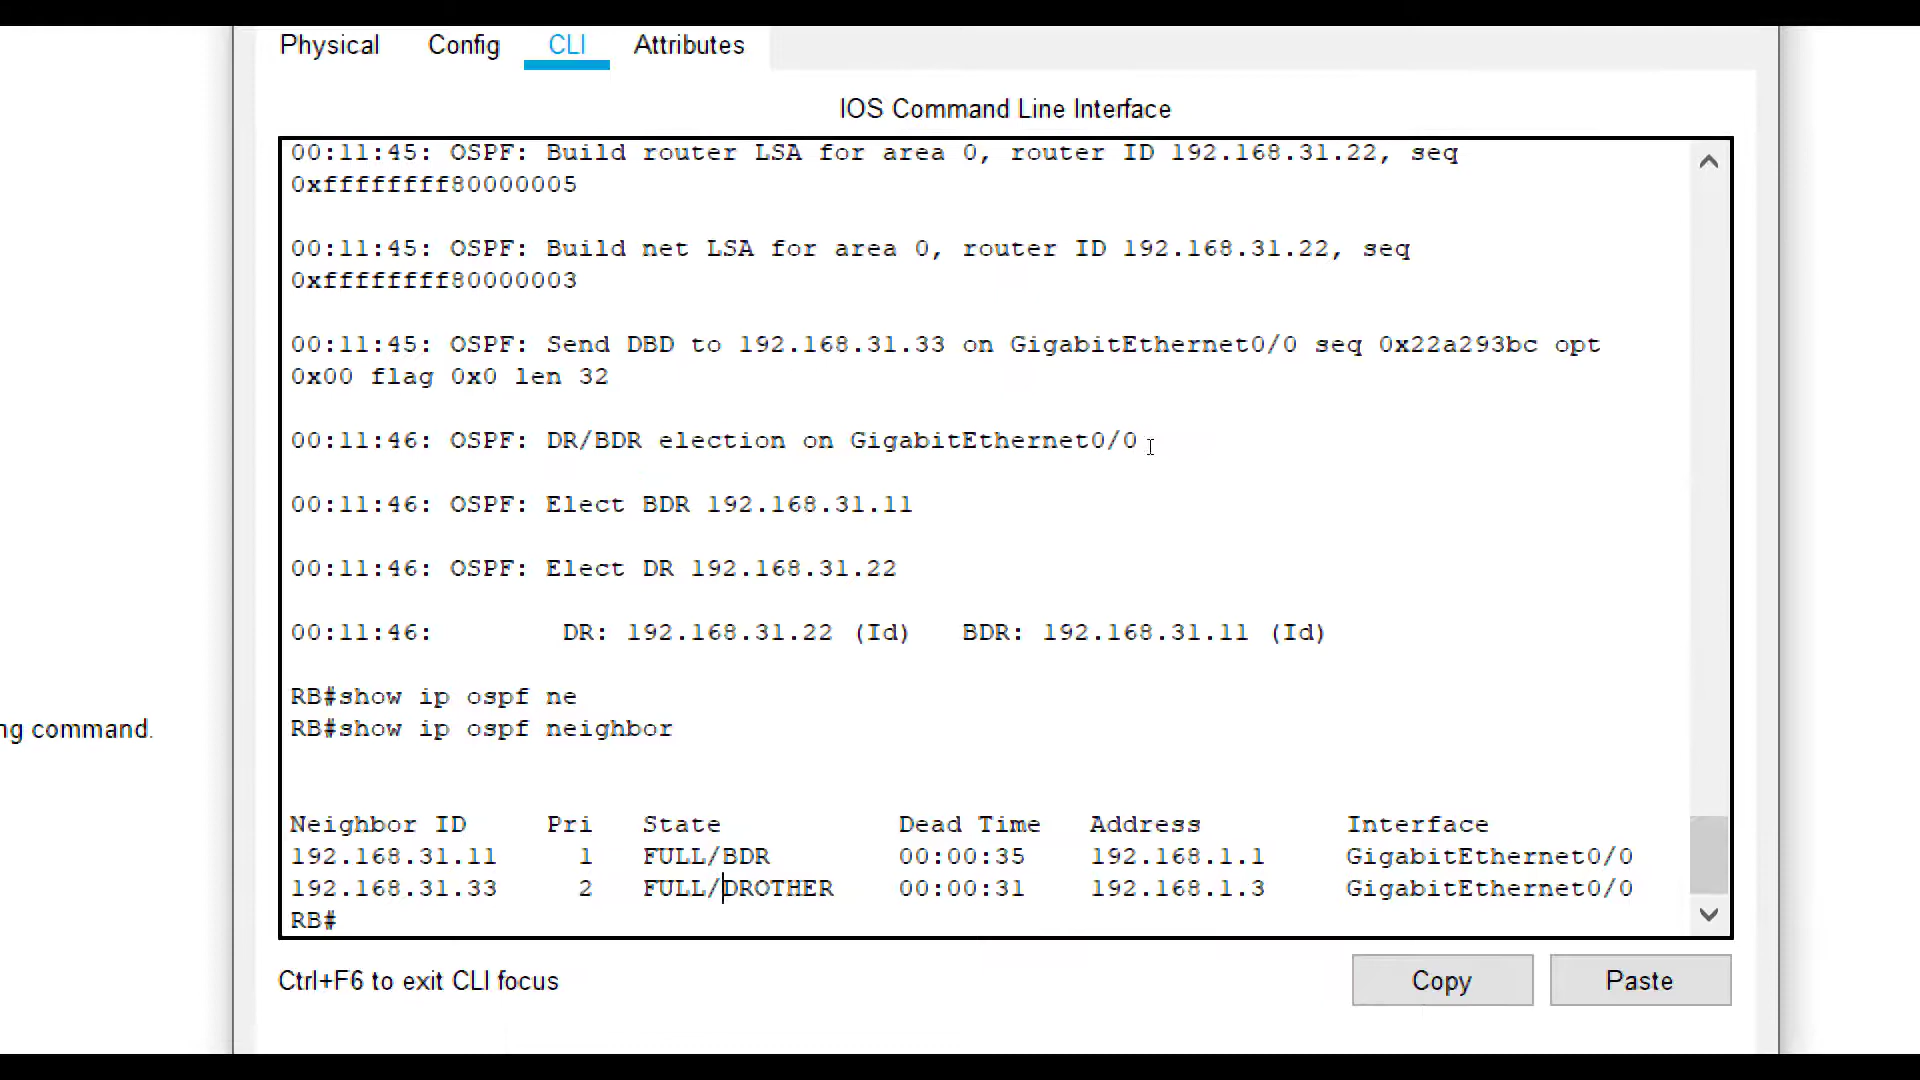 Physical Config CLI Attributes
IOS Command Line Interface
00:11:45: OSPF: Build router LSA for area 0, router ID 192.168.31.22, seq
0xffffffff80000005
00:11:45: OSPF: Build net LSA for area 0, router ID 192.168.31.22, seq
0xffffffff80000003
00:11:45: OSPF: Send DBD to 192.168.31.33 on GigabitEthernet0/0 seq 0x22a293bc opt
0x00 flag 0x0 len 32
00:11:46: OSPF: DR/BDR election on GigabitEthernet0/0
00:11:46: OSPF: Elect BDR 192.168.31.11
00:11:46: OSPF: Elect DR 192.168.31.22
00:11:46: DR: 192.168.31.22 (Id) BDR: 192.168.31.11 (Id)
RB#show ip ospf ne
RB#show ip ospf neighbor
ng command.
Neighbor ID Pri State Dead Time Address Interface
192.168.31.11 1 FULL/BDR 00:00:35 192.168.1.1 GigabitEthernet0/0
192.168.31.33 2 FULL/DROTHER 00:00:31 192.168.1.3 GigabitEthernet0/0
RB#
Ctrl+F6 to exit CLI focus
Copy Paste